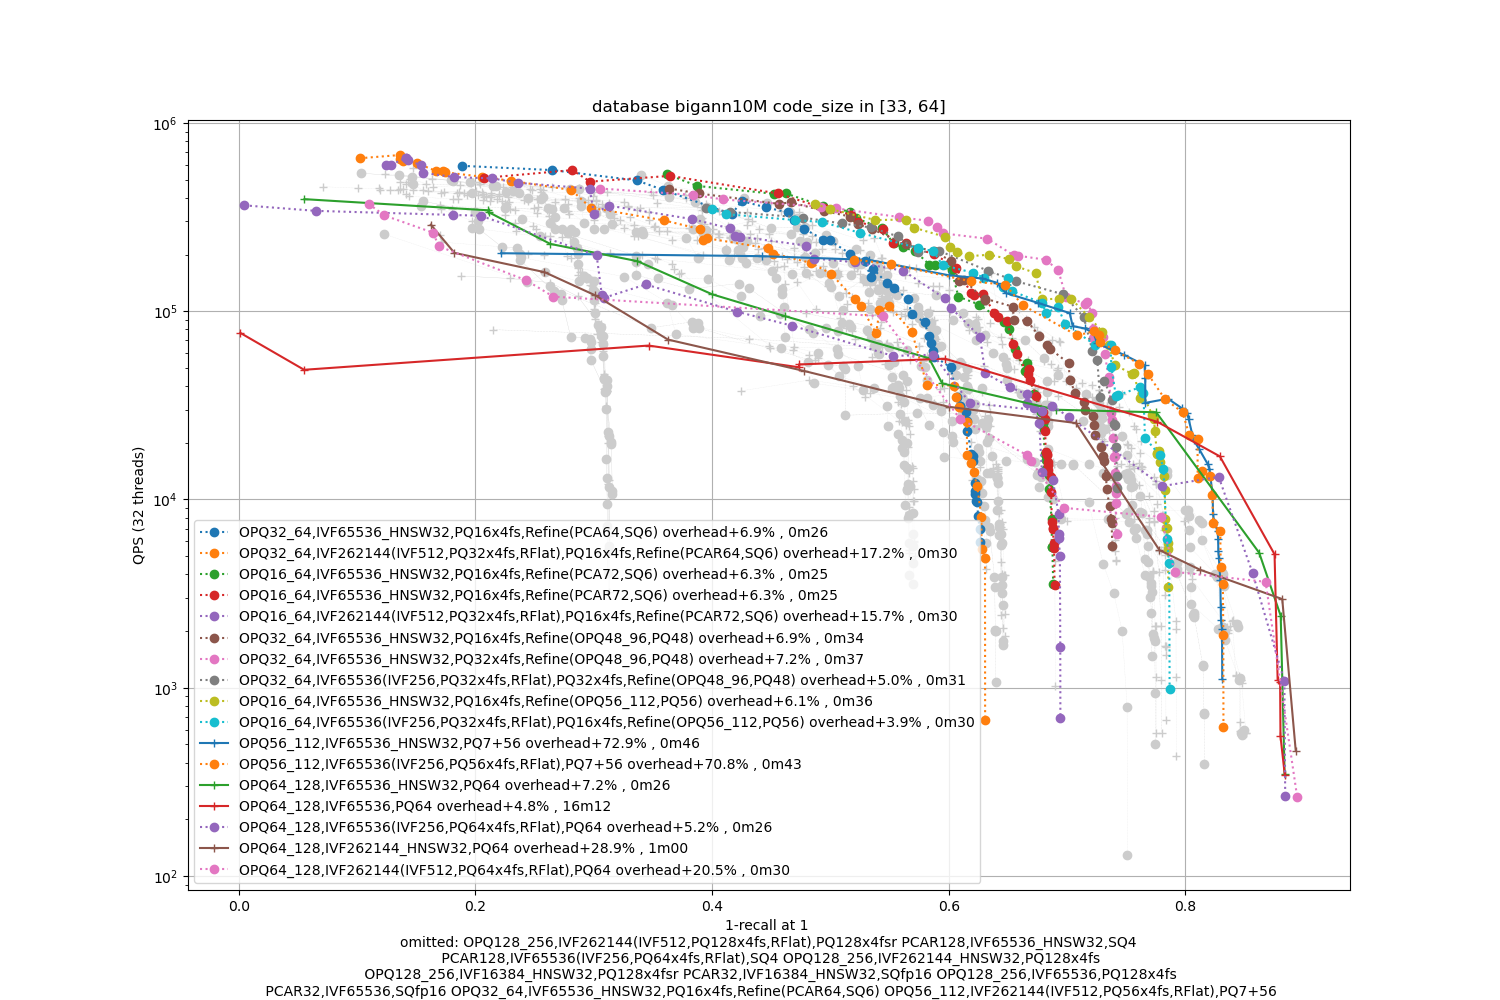 database bigann10M code_size in [33, 64]
QPS (32 threads)
10^6
10^5
10^4
10^3
10^2
OPQ32_64,IVF65536_HNSW32,PQ16x4fs,Refine(PCA64,SQ6) overhead+6.9% , 0m26
OPQ32_64,IVF262144(IVF512,PQ32x4fs,RFlat),PQ16x4fs,Refine(PCAR64,SQ6) overhead+17.2% , 0m30
OPQ16_64,IVF65536_HNSW32,PQ16x4fs,Refine(PCA72,SQ6) overhead+6.3% , 0m25
OPQ16_64,IVF65536_HNSW32,PQ16x4fs,Refine(PCAR72,SQ6) overhead+6.3% , 0m25
OPQ16_64,IVF262144(IVF512,PQ32x4fs,RFlat),PQ16x4fs,Refine(PCAR72,SQ6) overhead+15.7% , 0m30
OPQ32_64,IVF65536_HNSW32,PQ16x4fs,Refine(OPQ48_96,PQ48) overhead+6.9% , 0m34
OPQ32_64,IVF65536_HNSW32,PQ32x4fs,Refine(OPQ48_96,PQ48) overhead+7.2% , 0m37
OPQ32_64,IVF65536(IVF256,PQ32x4fs,RFlat),PQ32x4fs,Refine(OPQ48_96,PQ48) overhead+5.0% , 0m31
OPQ16_64,IVF65536_HNSW32,PQ16x4fs,Refine(OPQ56_112,PQ56) overhead+6.1% , 0m36
OPQ16_64,IVF65536(IVF256,PQ32x4fs,RFlat),PQ16x4fs,Refine(OPQ56_112,PQ56) overhead+3.9% , 0m30
OPQ56_112,IVF65536_HNSW32,PQ7+56 overhead+72.9% , 0m46
OPQ56_112,IVF65536(IVF256,PQ56x4fs,RFlat),PQ7+56 overhead+70.8% , 0m43
OPQ64_128,IVF65536_HNSW32,PQ64 overhead+7.2% , 0m26
OPQ64_128,IVF65536,PQ64 overhead+4.8% , 16m12
OPQ64_128,IVF65536(IVF256,PQ64x4fs,RFlat),PQ64 overhead+5.2% , 0m26
OPQ64_128,IVF262144_HNSW32,PQ64 overhead+28.9% , 1m00
OPQ64_128,IVF262144(IVF512,PQ64x4fs,RFlat),PQ64 overhead+20.5% , 0m30
0.0 0.2 0.4 0.6 0.8
1-recall at 1
omitted: OPQ128_256,IVF262144(IVF512,PQ128x4fs,RFlat),PQ128x4fsr PCAR128,IVF65536_HNSW32,SQ4
PCAR128,IVF65536(IVF256,PQ64x4fs,RFlat),SQ4 OPQ128_256,IVF262144_HNSW32,PQ128x4fs
OPQ128_256,IVF16384_HNSW32,PQ128x4fsr PCAR32,IVF16384_HNSW32,SQfp16 OPQ128_256,IVF65536,PQ128x4fs
PCAR32,IVF65536,SQfp16 OPQ32_64,IVF65536_HNSW32,PQ16x4fs,Refine(PCAR64,SQ6) OPQ56_112,IVF262144(IVF512,PQ56x4fs,RFlat),PQ7+56